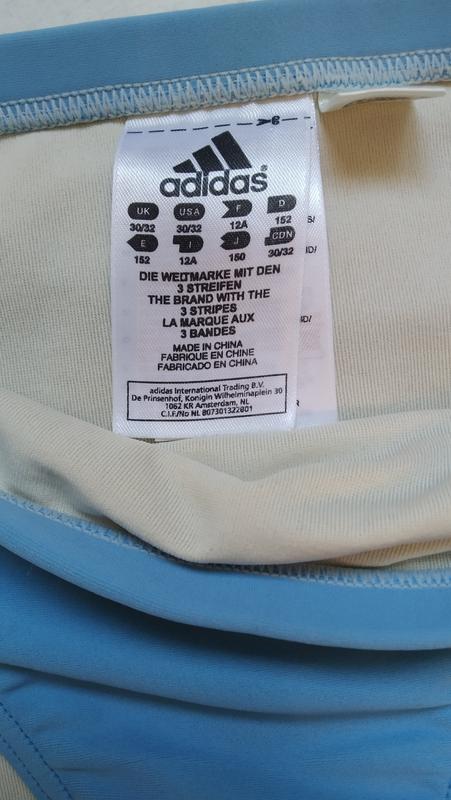 adidas®
UK USA F D
30/32 30/32 12A 152
E I J CDN
152 12A 150 30/32
DIE WELTMARKE MIT DEN
3 STREIFEN
THE BRAND WITH THE
3 STRIPES
LA MARQUE AUX
3 BANDES
MADE IN CHINA
FABRIQUE EN CHINE
FABRICADO EN CHINA
adidas International Trading B.V.
De Prinsenhof, Konigin Wilhelminaplein 30
1062 KR Amsterdam, NL
C.I.F./No NL 807301322B01